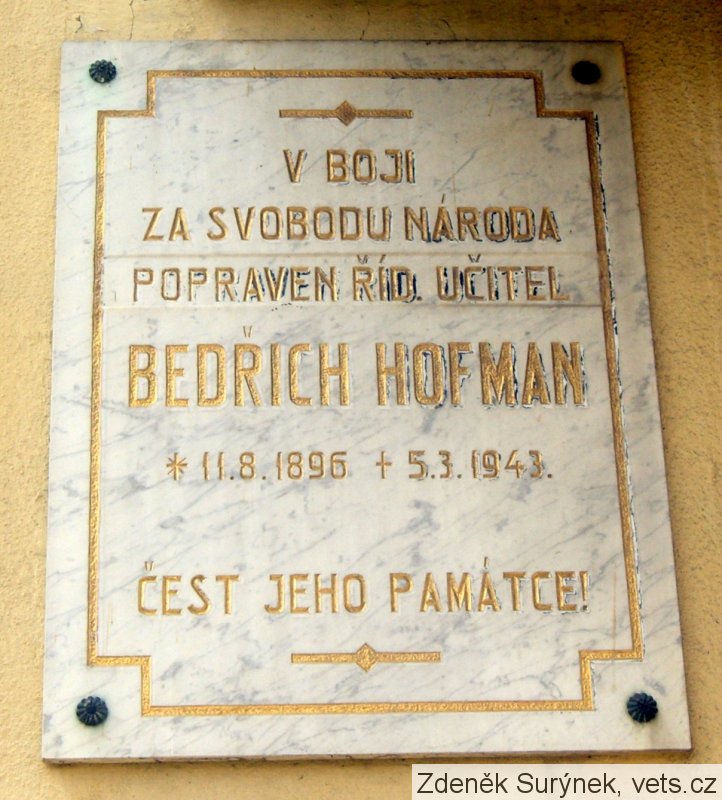 V BOJI
ZA SVOBODU NÁRODA
POPRAVEN ŘÍD. UČITEL
BEDŘICH HOFMAN
* 11.8.1896 + 5.3.1943.
ČEST JEHO PAMÁTCE!
Zdeněk Surýnek, vets.cz